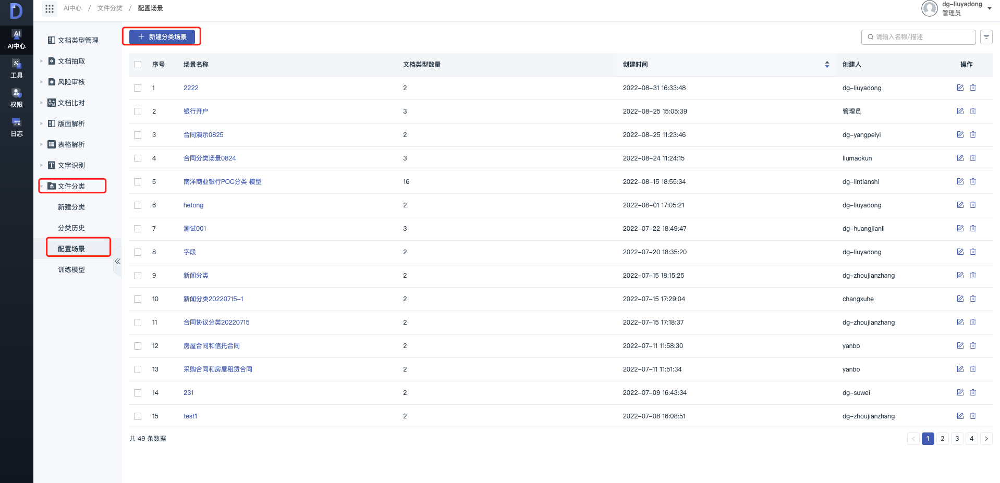 AI中心 / 文件分类 / 配置场景
dg-liuyadong
管理员
AI
AI中心
工具
权限
日志
文档类型管理
文档抽取
风险审核
文档比对
版面解析
表格解析
文字识别
文件分类
新建分类
分类历史
配置场景
训练模型
新建分类场景
请输入名称/描述
序号 场景名称 文档类型数量 创建时间 创建人 操作
1 2222 2 2022-08-31 16:33:48 dg-liuyadong
2 银行开户 3 2022-08-25 15:05:39 管理员
3 合同演示0825 2 2022-08-25 11:23:46 dg-yangpeiyi
4 合同分类场景0824 3 2022-08-24 11:24:15 liumaokun
5 南洋商业银行POC分类 模型 16 2022-08-15 18:55:34 dg-lintianshi
6 hetong 2 2022-08-01 17:05:21 dg-liuyadong
7 测试001 3 2022-07-22 18:49:47 dg-huangjianli
8 字段 2 2022-07-20 18:35:20 dg-liuyadong
9 新闻分类 2 2022-07-15 18:15:25 dg-zhoujianzhang
10 新闻分类20220715-1 2 2022-07-15 17:29:04 changxuhe
11 合同协议分类20220715 2 2022-07-15 17:18:37 dg-zhoujianzhang
12 房屋合同和信托合同 2 2022-07-11 11:58:30 yanbo
13 采购合同和房屋租赁合同 2 2022-07-11 11:51:34 yanbo
14 231 2 2022-07-09 16:43:34 dg-suwei
15 test1 2 2022-07-08 16:08:51 dg-zhoujianzhang
共 49 条数据
1 2 3 4